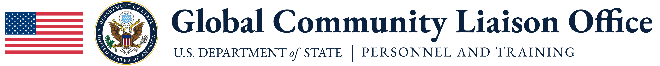 Global Community Liaison Office
U.S. DEPARTMENT of STATE | PERSONNEL AND TRAINING